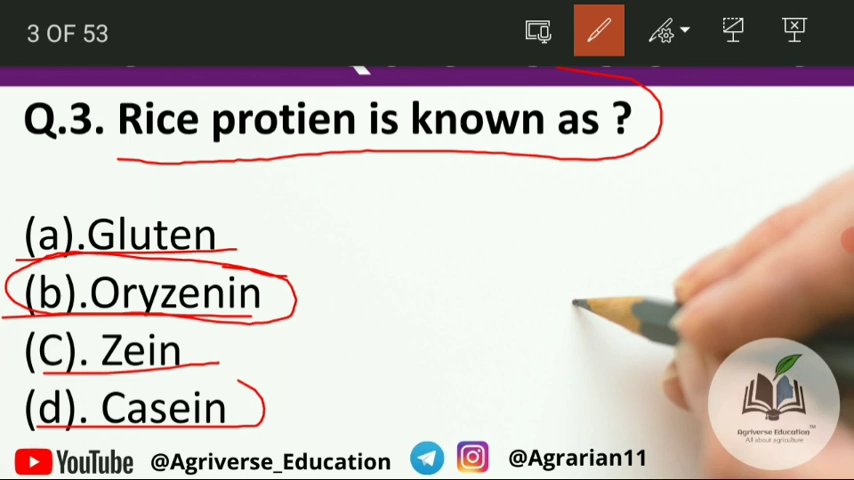 3 OF 53
Q.3. Rice protien is known as ?
(a).Gluten
(b).Oryzenin
(C). Zein
(d). Casein
Agriverse Education™
All about agriculture
YouTube @Agriverse_Education @Agrarian11